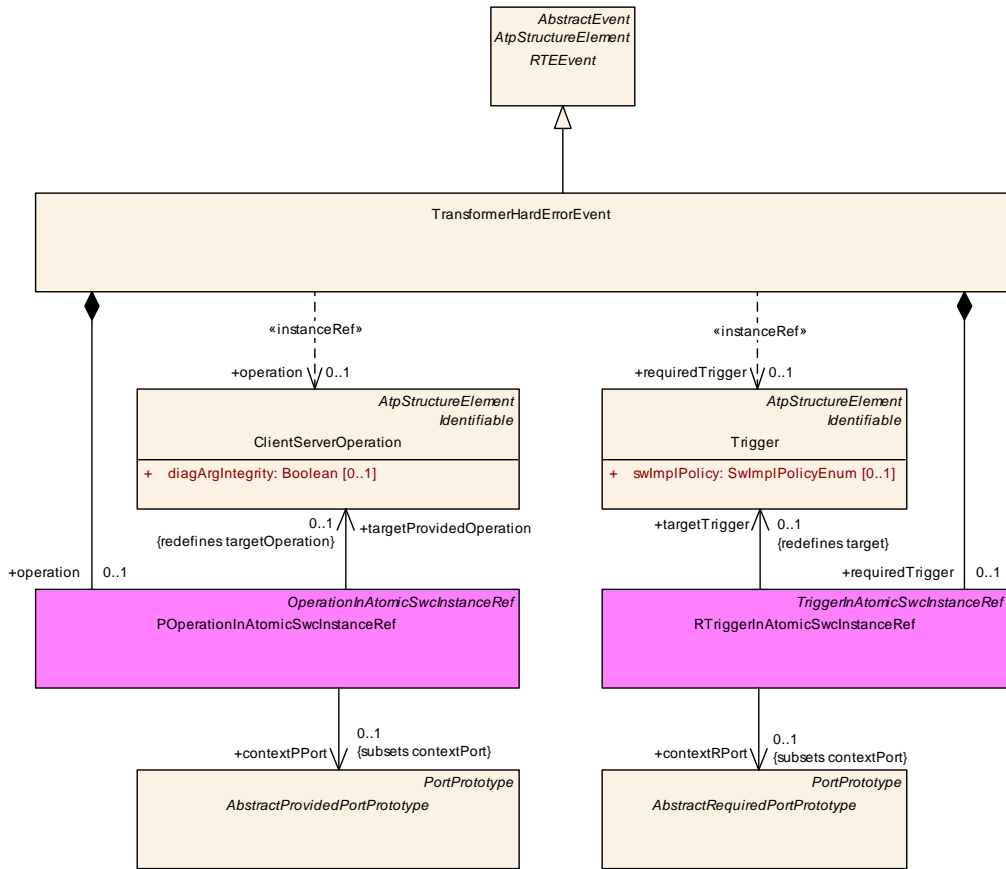 AbstractEvent
AtpStructureElement
RTEEvent
TransformerHardErrorEvent
«instanceRef»
«instanceRef»
+operation 0..1
+requiredTrigger 0..1
AtpStructureElement
Identifiable
ClientServerOperation
+ diagArgIntegrity: Boolean [0..1]
AtpStructureElement
Identifiable
Trigger
+ swImplPolicy: SwImplPolicyEnum [0..1]
0..1
+targetProvidedOperation
{redefines targetOperation}
+targetTrigger
0..1
{redefines target}
+operation 0..1
+requiredTrigger 0..1
OperationInAtomicSwcInstanceRef
POperationInAtomicSwcInstanceRef
TriggerInAtomicSwcInstanceRef
RTriggerInAtomicSwcInstanceRef
+contextPPort
0..1
{subsets contextPort}
+contextRPort
0..1
{subsets contextPort}
PortPrototype
AbstractProvidedPortPrototype
PortPrototype
AbstractRequiredPortPrototype